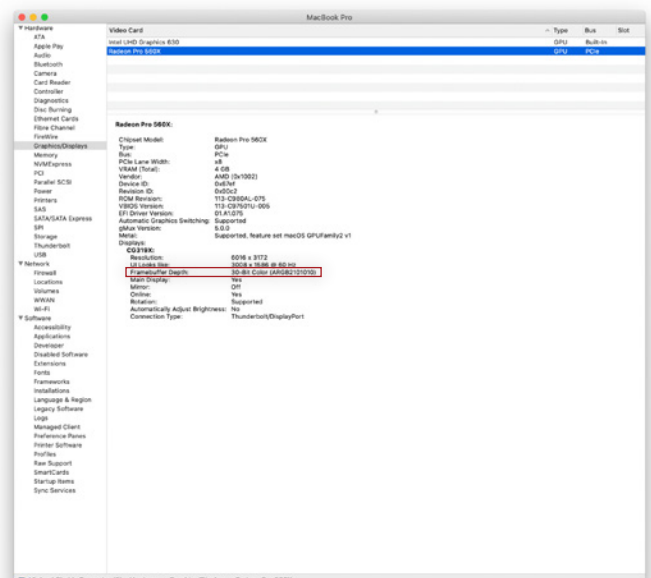 MacBook Pro
Hardware
ATA
Apple Pay
Audio
Bluetooth
Camera
Card Reader
Controller
Diagnostics
Disc Burning
Ethernet Cards
Fibre Channel
FireWire
Graphics/Displays
Memory
NVMExpress
PCI
Parallel SCSI
Power
Printers
SAS
SATA/SATA Express
SPI
Storage
Thunderbolt
USB
Network
Firewall
Locations
Volumes
WWAN
Wi-Fi
Software
Accessibility
Applications
Developer
Disabled Software
Extensions
Fonts
Frameworks
Installations
Language & Region
Legacy Software
Logs
Managed Client
Preference Panes
Printer Software
Profiles
Raw Support
SmartCards
Startup Items
Sync Services
Video Card Type Bus Slot
Intel UHD Graphics 630 GPU Built-In
Radeon Pro 560X GPU PCIe
Radeon Pro 560X:
Chipset Model: Radeon Pro 560X
Type: GPU
Bus: PCIe
PCIe Lane Width: x8
VRAM (Total): 4 GB
Vendor: AMD (0x1002)
Device ID: 0x67ef
Revision ID: 0x00c2
ROM Revision: 113-C980AL-075
VBIOS Version: 113-C97501U-005
EFI Driver Version: 01.A1.075
Automatic Graphics Switching: Supported
gMux Version: 5.0.0
Metal: Supported, feature set macOS GPUFamily2 v1
Displays:
CG319X:
Resolution: 6016 x 3172
UI Looks like: 3008 x 1586 @ 60 Hz
Framebuffer Depth: 30-Bit Color (ARGB2101010)
Main Display: Yes
Mirror: Off
Online: Yes
Rotation: Supported
Automatically Adjust Brightness: No
Connection Type: Thunderbolt/DisplayPort